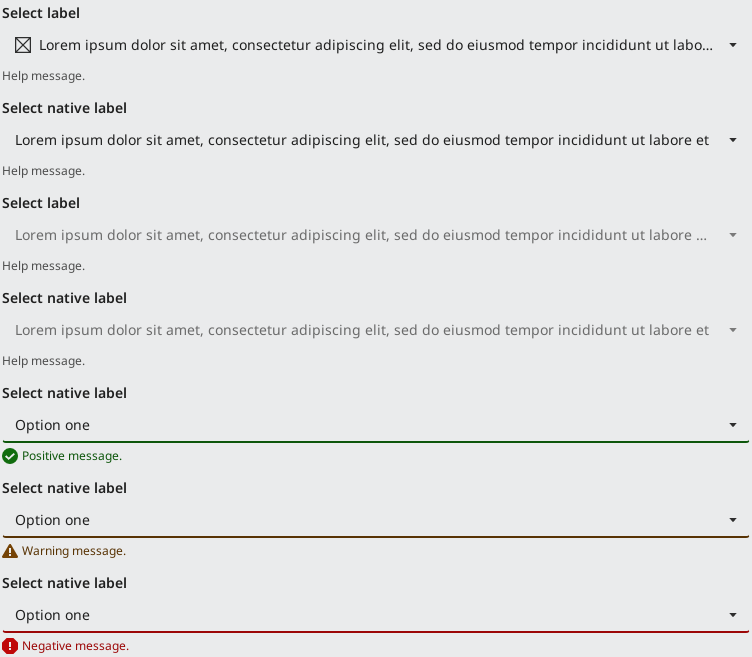 Select label
Lorem ipsum dolor sit amet, consectetur adipiscing elit, sed do eiusmod tempor incididunt ut labo...
Help message.
Select native label
Lorem ipsum dolor sit amet, consectetur adipiscing elit, sed do eiusmod tempor incididunt ut labore et
Help message.
Select label
Lorem ipsum dolor sit amet, consectetur adipiscing elit, sed do eiusmod tempor incididunt ut labore ...
Help message.
Select native label
Lorem ipsum dolor sit amet, consectetur adipiscing elit, sed do eiusmod tempor incididunt ut labore et
Help message.
Select native label
Option one
Positive message.
Select native label
Option one
Warning message.
Select native label
Option one
Negative message.